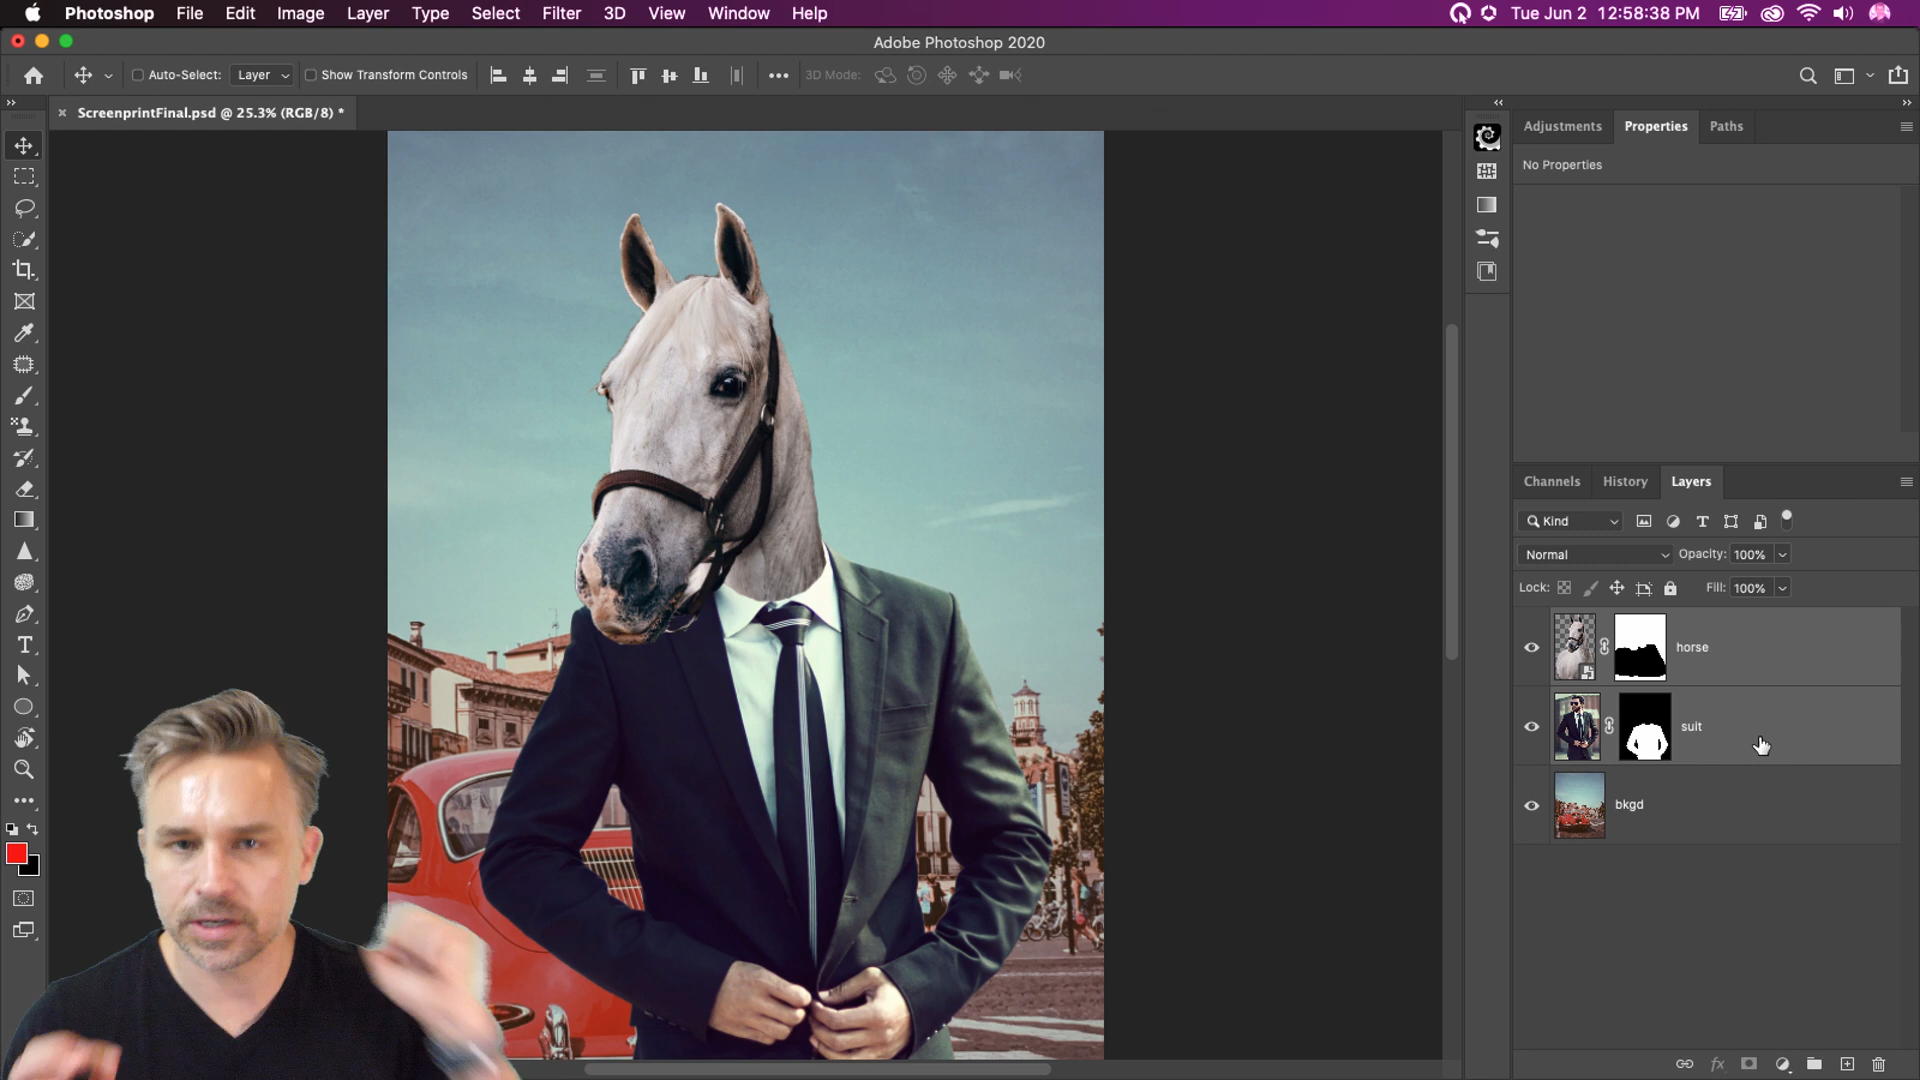 Photoshop File Edit Image Layer Type Select Filter 3D View Window Help Tue Jun 2 12:58:38 PM
Adobe Photoshop 2020
Auto-Select: Layer Show Transform Controls 3D Mode:
ScreenprintFinal.psd @ 25.3% (RGB/8) *
Adjustments Properties Paths
No Properties
Channels History Layers
Kind
Normal Opacity: 100%
Lock: Fill: 100%
horse
suit
bkgd